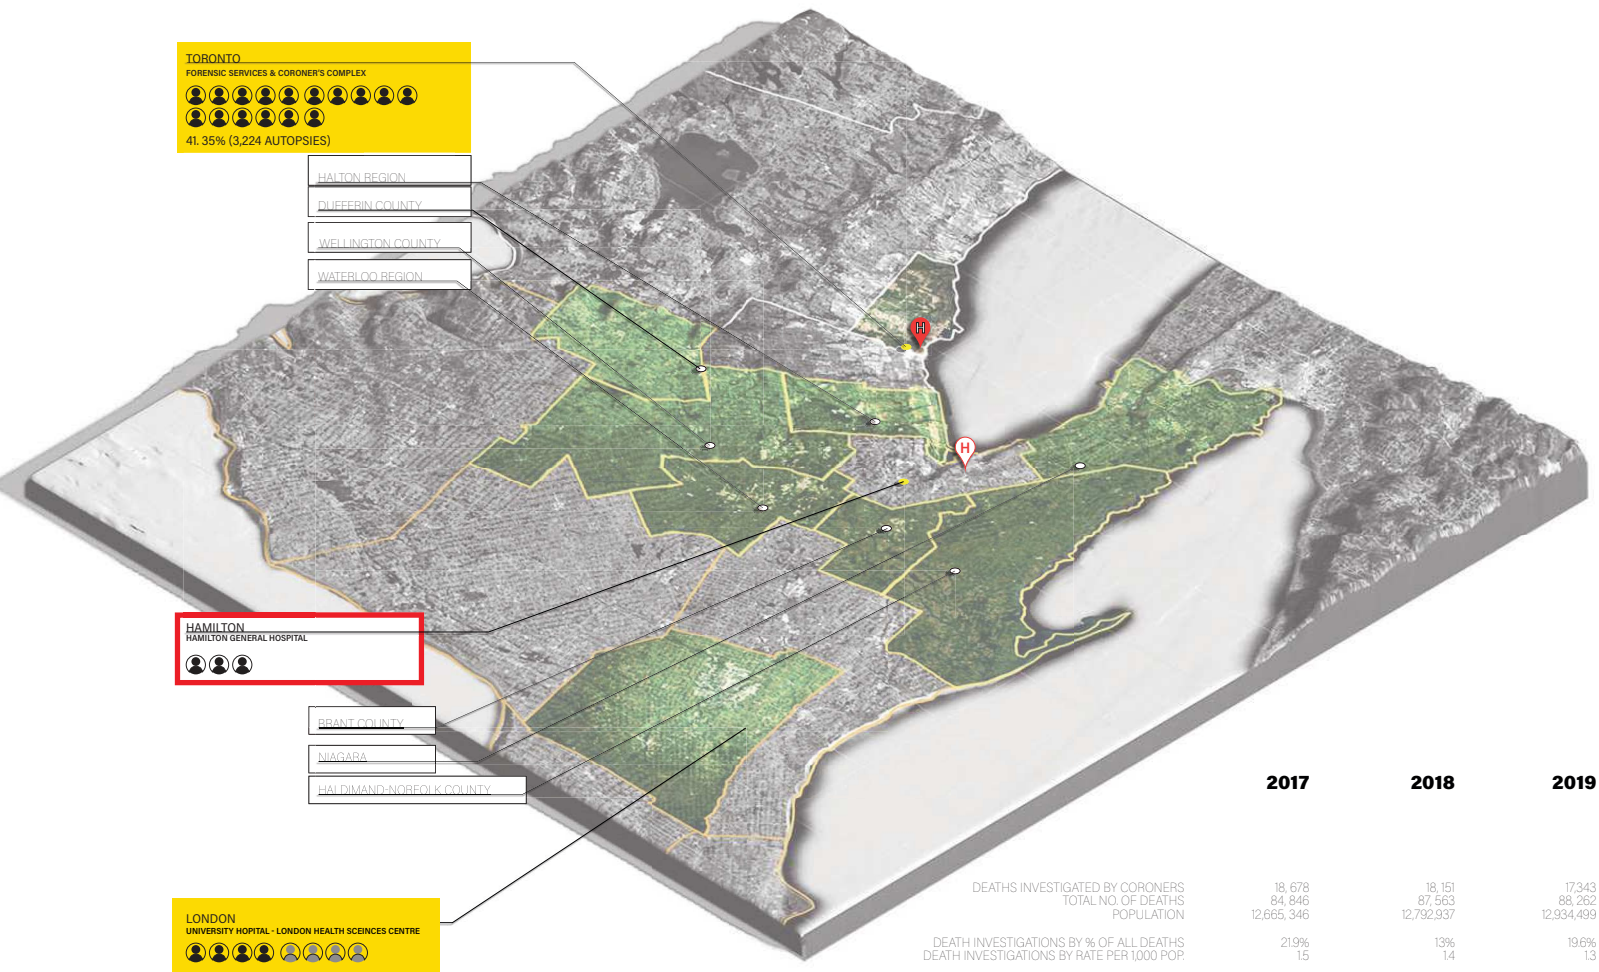 TORONTO
FORENSIC SERVICES & CORONER'S COMPLEX
41. 35% (3,224 AUTOPSIES)
HALTON REGION
DUFFERIN COUNTY
WELLINGTON COUNTY
WATERLOO REGION
H
H
HAMILTON
HAMILTON GENERAL HOSPITAL
BRANT COUNTY
NIAGARA
HALDIMAND-NORFOLK COUNTY
LONDON
UNIVERSITY HOPITAL - LONDON HEALTH SCEINCES CENTRE
2017 2018 2019
DEATHS INVESTIGATED BY CORONERS 18, 678 18, 151 17,343
TOTAL NO. OF DEATHS 84, 846 87, 563 88, 262
POPULATION 12,665, 346 12,792,937 12,934,499
DEATH INVESTIGATIONS BY % OF ALL DEATHS 21.9% 13% 19.6%
DEATH INVESTIGATIONS BY RATE PER 1,000 POP. 1.5 1.4 1.3